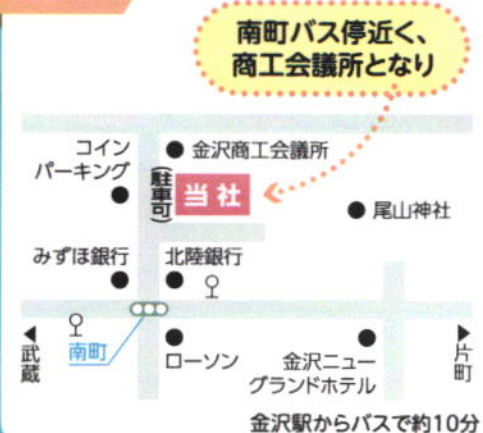 南町バス停近く、
商工会議所となり
コイン
パーキング
金沢商工会議所
(駐車可)
当社
尾山神社
みずほ銀行
北陸銀行
武蔵
南町
ローソン
金沢ニュー
グランドホテル
片町
金沢駅からバスで約10分